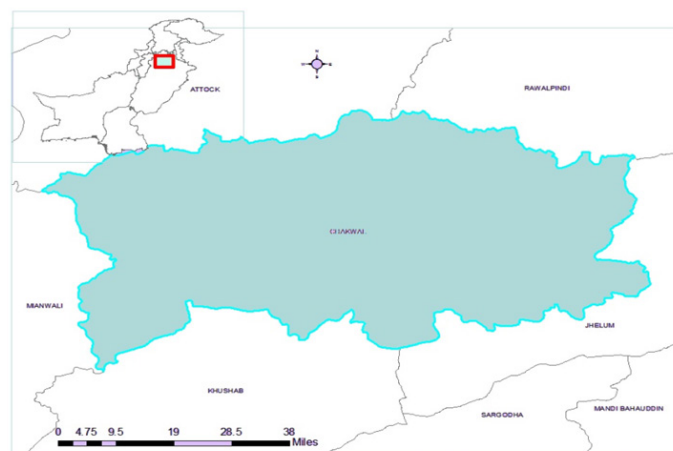 ATTOCK
RAWALPINDI
CHAKWAL
MIANWALI
JHELUM
KHUSHAB
SARGODHA
MANDI BAHAUDDIN
0 4.75 9.5 19 28.5 38
Miles